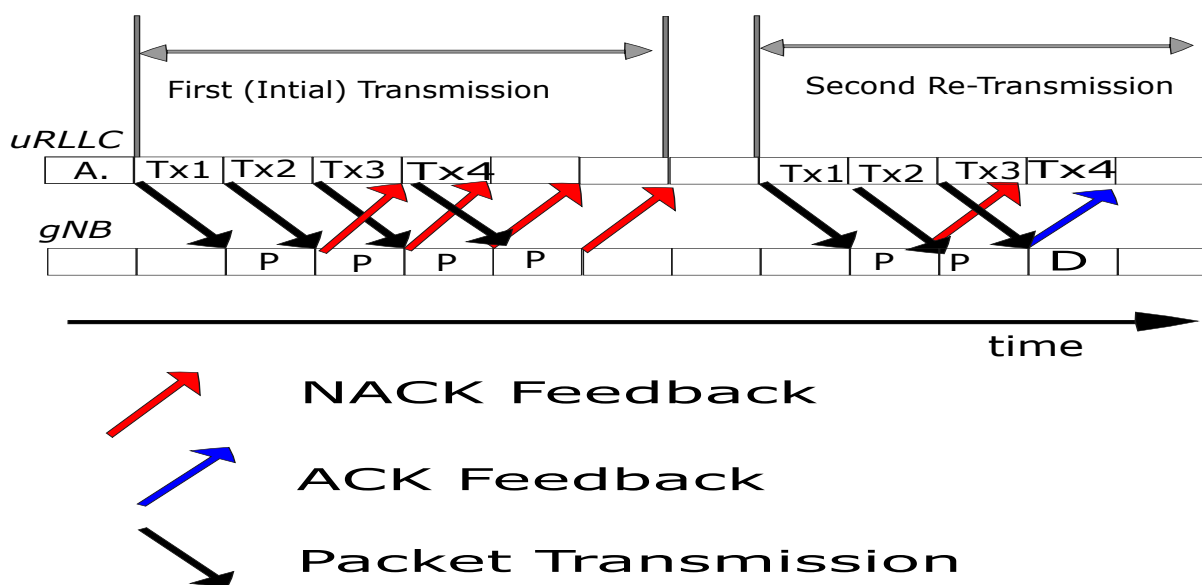 First (Intial) Transmission
Second Re-Transmission
uRLLC
A. Tx1 Tx2 Tx3 Tx4 Tx1 Tx2 Tx3 Tx4
gNB
P P P P P P D
time
NACK Feedback
ACK Feedback
Packet Transmission